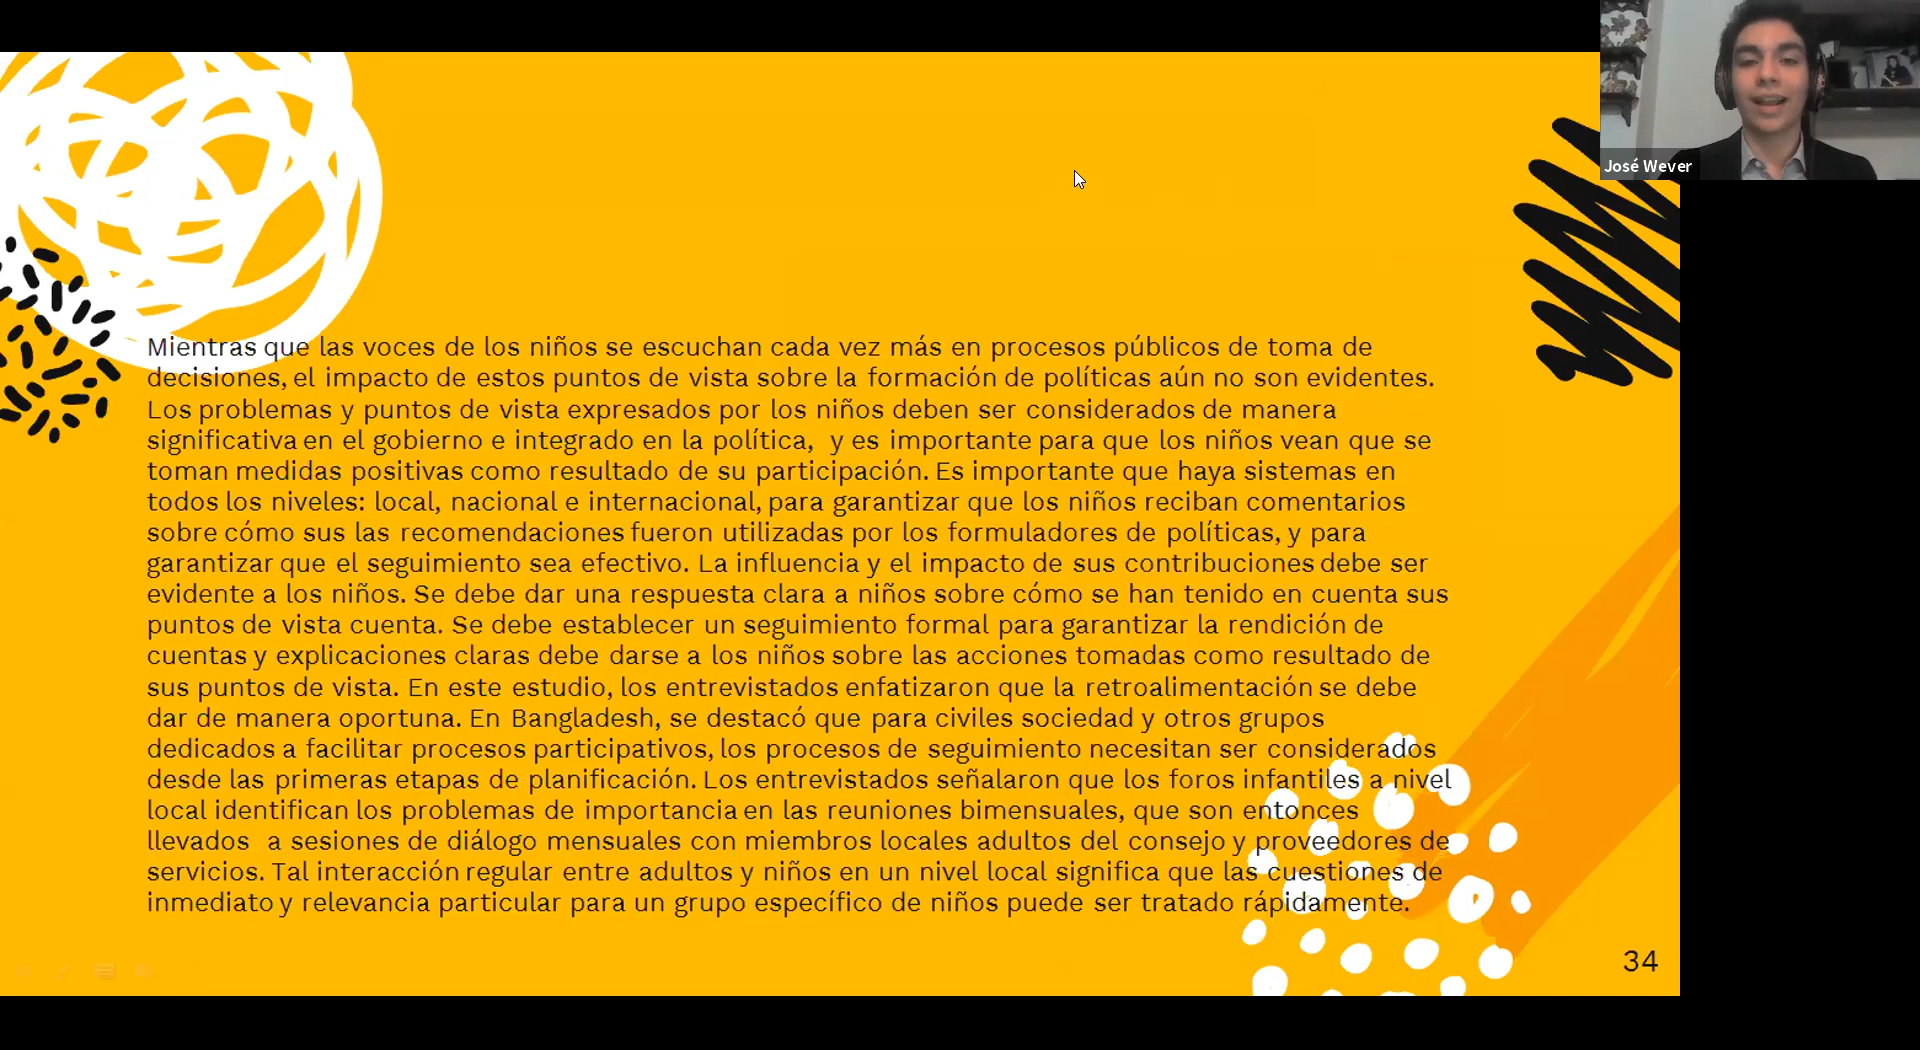 José Wever
Mientras que las voces de los niños se escuchan cada vez más en procesos públicos de toma de
decisiones, el impacto de estos puntos de vista sobre la formación de políticas aún no son evidentes.
Los problemas y puntos de vista expresados por los niños deben ser considerados de manera
significativa en el gobierno e integrado en la política,  y es importante para que los niños vean que se
toman medidas positivas como resultado de su participación. Es importante que haya sistemas en
todos los niveles: local, nacional e internacional, para garantizar que los niños reciban comentarios
sobre cómo sus las recomendaciones fueron utilizadas por los formuladores de políticas, y para
garantizar que el seguimiento sea efectivo. La influencia y el impacto de sus contribuciones debe ser
evidente a los niños. Se debe dar una respuesta clara a niños sobre cómo se han tenido en cuenta sus
puntos de vista cuenta. Se debe establecer un seguimiento formal para garantizar la rendición de
cuentas y explicaciones claras debe darse a los niños sobre las acciones tomadas como resultado de
sus puntos de vista. En este estudio, los entrevistados enfatizaron que la retroalimentación se debe
dar de manera oportuna. En Bangladesh, se destacó que para civiles sociedad y otros grupos
dedicados a facilitar procesos participativos, los procesos de seguimiento necesitan ser considerados
desde las primeras etapas de planificación. Los entrevistados señalaron que los foros infantiles a nivel
local identifican los problemas de importancia en las reuniones bimensuales, que son entonces
llevados  a sesiones de diálogo mensuales con miembros locales adultos del consejo y proveedores de
servicios. Tal interacción regular entre adultos y niños en un nivel local significa que las cuestiones de
inmediato y relevancia particular para un grupo específico de niños puede ser tratado rápidamente.
34